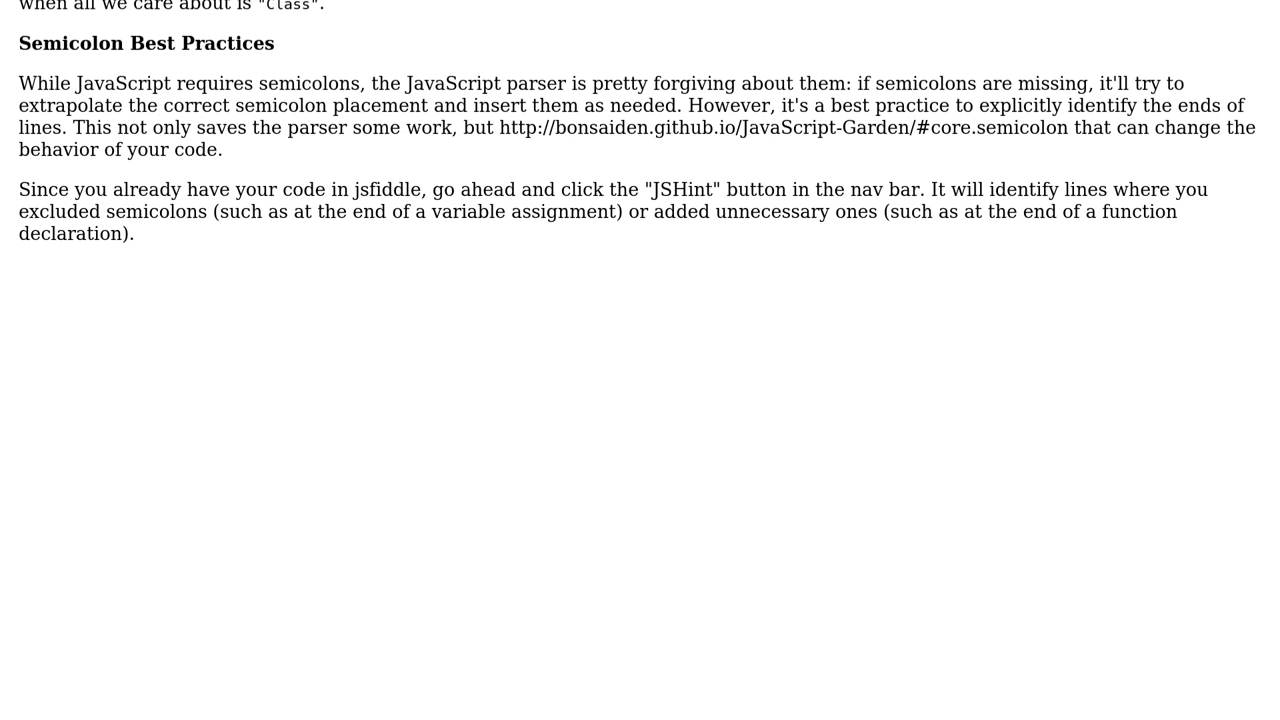 when all we care about is "Class".
Semicolon Best Practices
While JavaScript requires semicolons, the JavaScript parser is pretty forgiving about them: if semicolons are missing, it'll try to
extrapolate the correct semicolon placement and insert them as needed. However, it's a best practice to explicitly identify the ends of
lines. This not only saves the parser some work, but http://bonsaiden.github.io/JavaScript-Garden/#core.semicolon that can change the
behavior of your code.
Since you already have your code in jsfiddle, go ahead and click the "JSHint" button in the nav bar. It will identify lines where you
excluded semicolons (such as at the end of a variable assignment) or added unnecessary ones (such as at the end of a function
declaration).